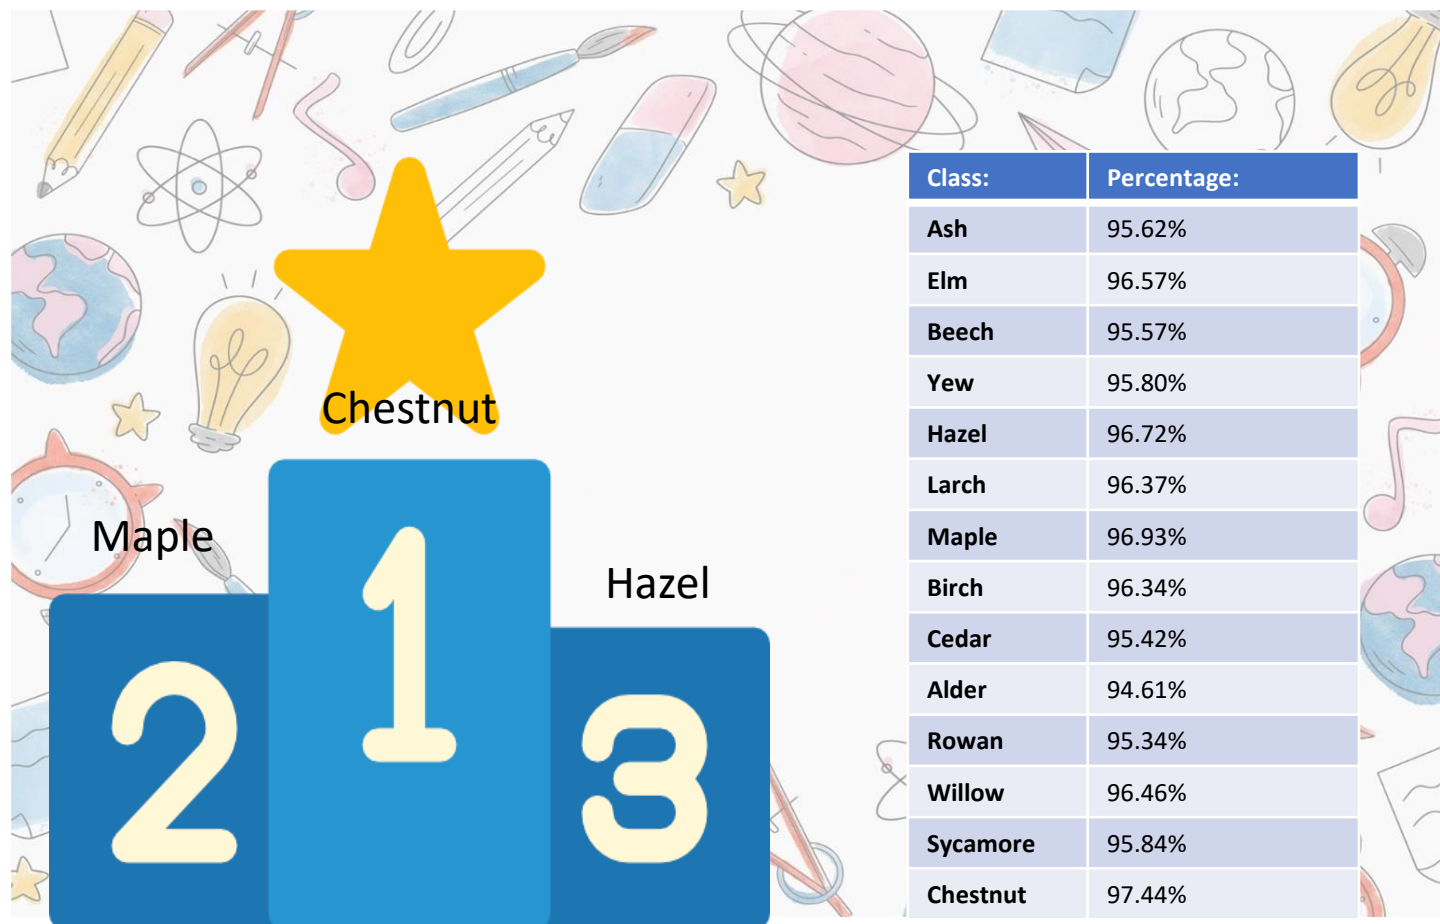 Chestnut
Maple
Hazel
1
2
3
Class: Percentage:
Ash 95.62%
Elm 96.57%
Beech 95.57%
Yew 95.80%
Hazel 96.72%
Larch 96.37%
Maple 96.93%
Birch 96.34%
Cedar 95.42%
Alder 94.61%
Rowan 95.34%
Willow 96.46%
Sycamore 95.84%
Chestnut 97.44%